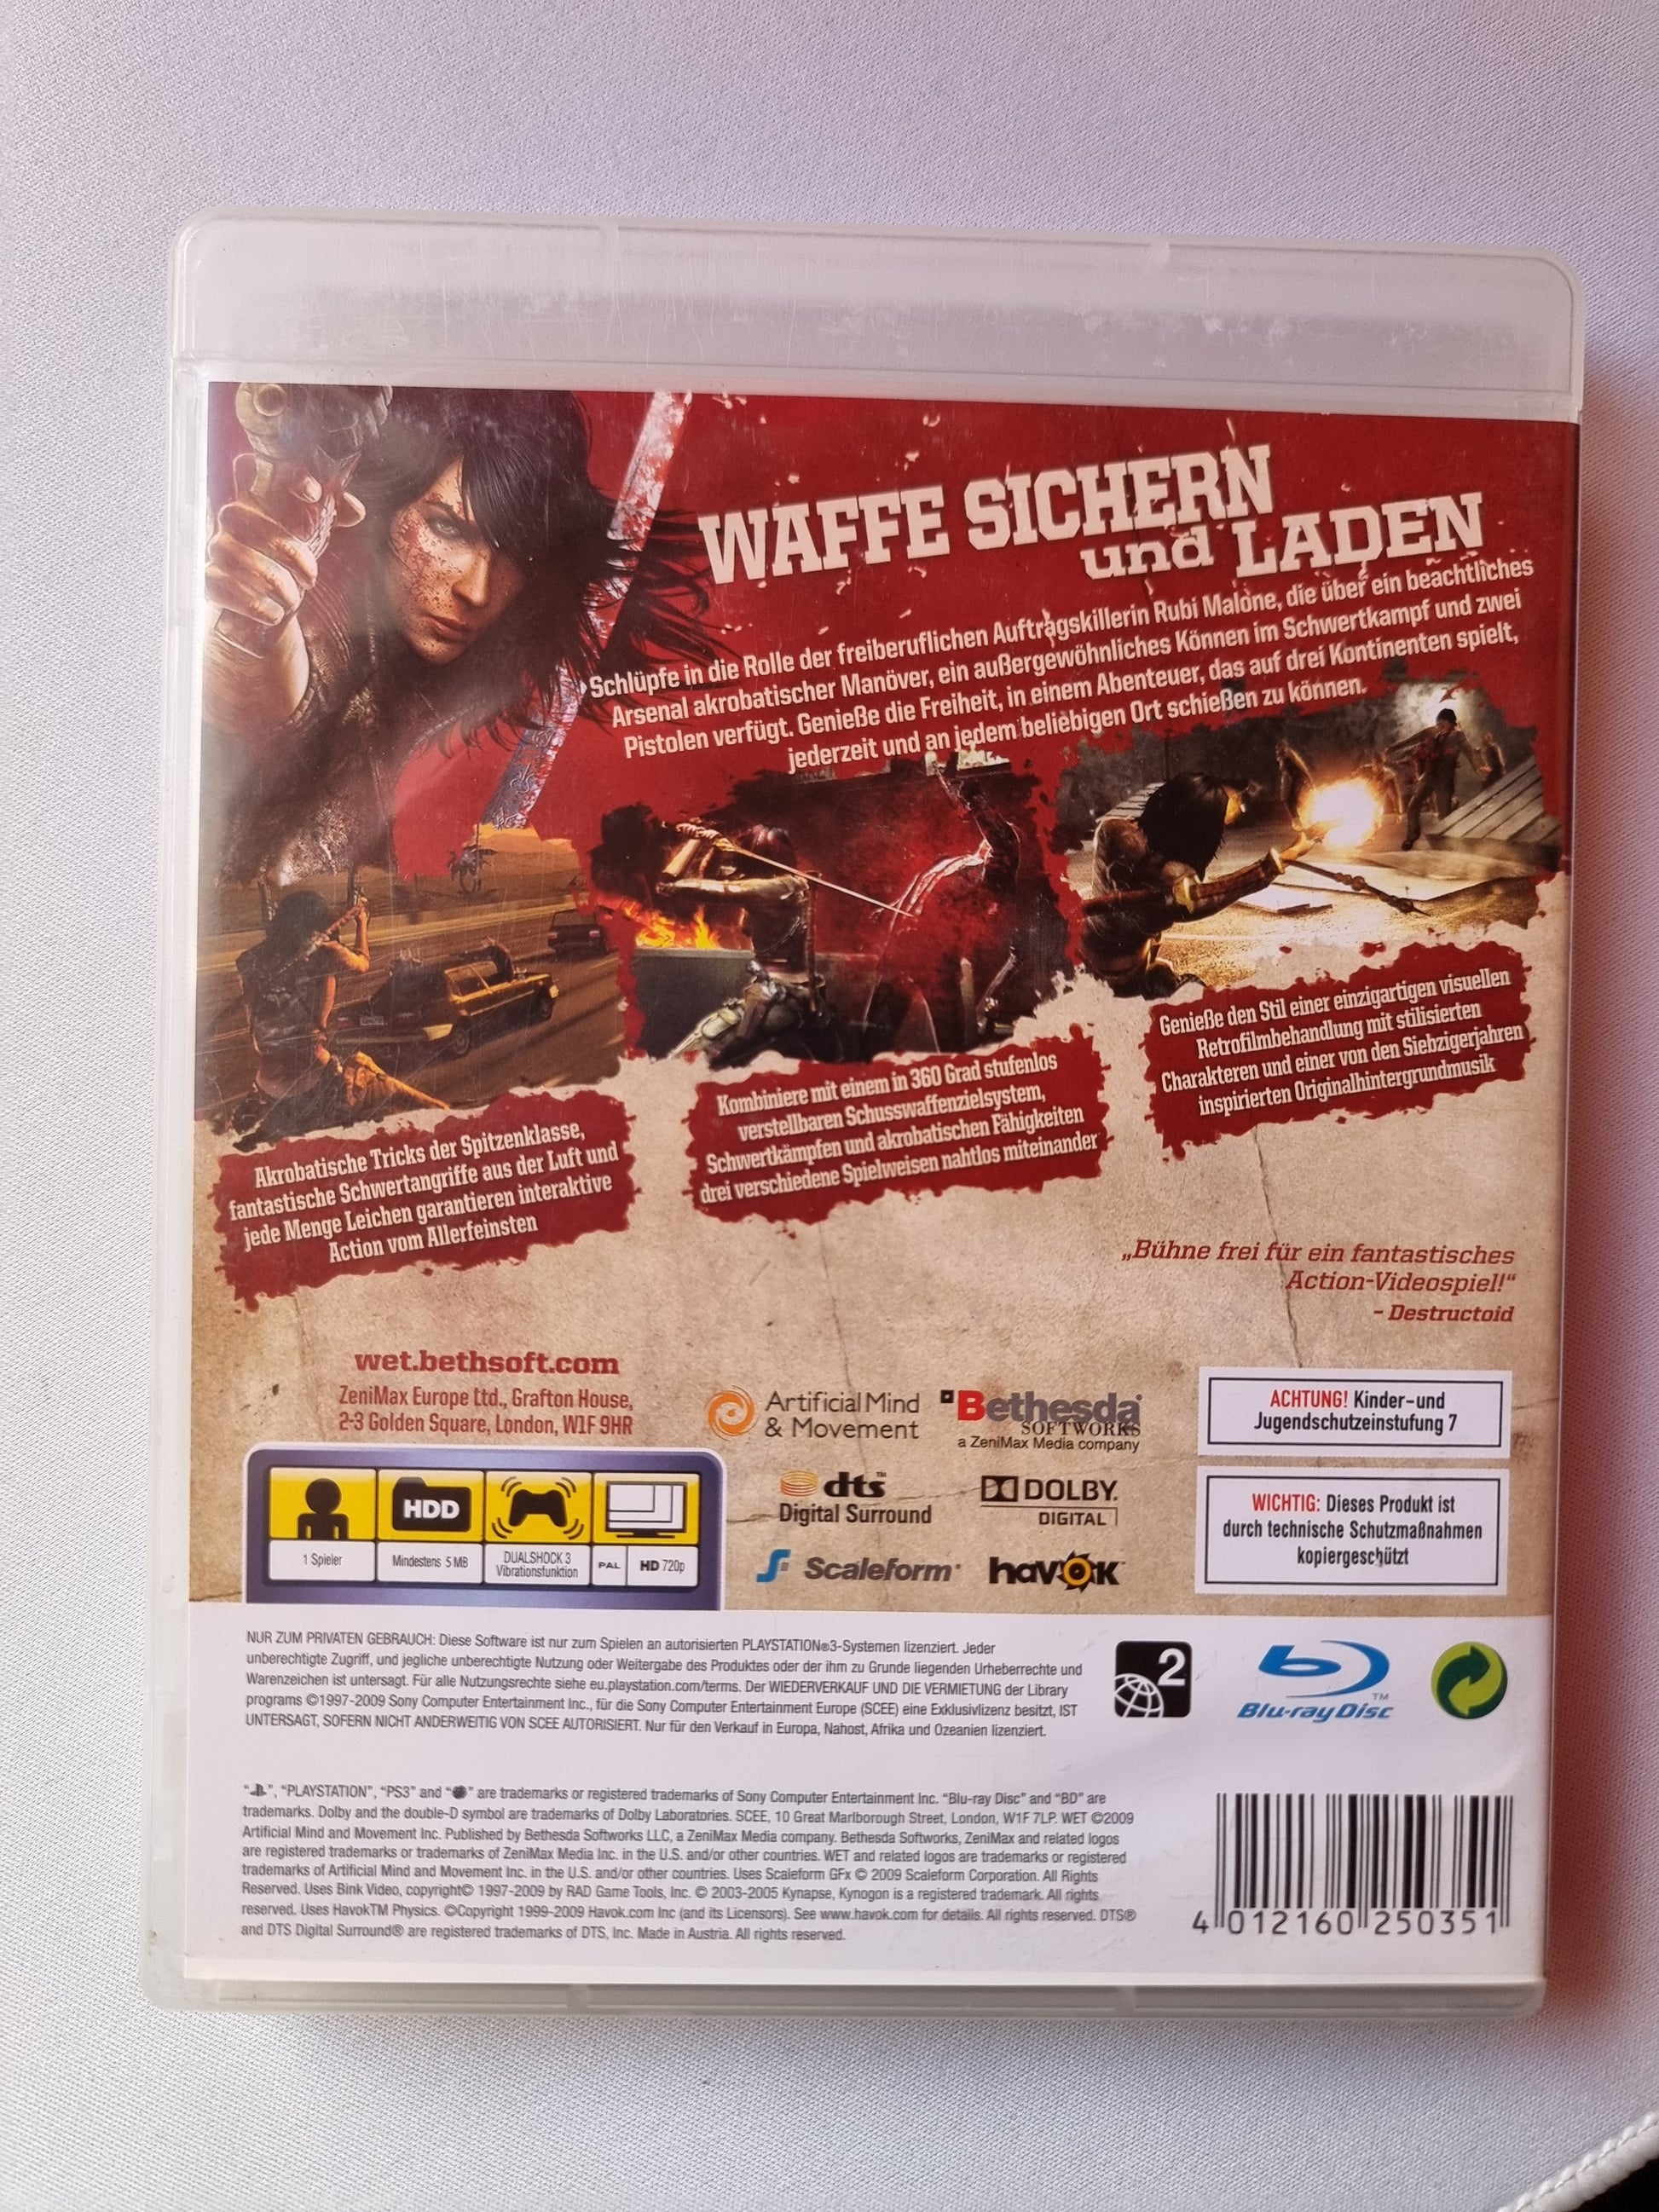 WAFFE SICHERN
und LADEN
Schlüpfe in die Rolle der freiberuflichen Auftragskillerin Rubi Malone, die über ein beachtliches
Arsenal akrobatischer Manöver, ein außergewöhnliches Können im Schwertkampf und zwei
Pistolen verfügt. Genieße die Freiheit, in einem Abenteuer, das auf drei Kontinenten spielt,
jederzeit und an jedem beliebigen Ort schießen zu können.
Akrobatische Tricks der Spitzenklasse,
fantastische Schwertangriffe aus der Luft und
jede Menge Leichen garantieren interaktive
Action vom Allerfeinsten
Kombiniere mit einem in 360 Grad stufenlos
verstellbaren Schusswaffenzielsystem,
Schwertkämpfen und akrobatischen Fähigkeiten
drei verschiedene Spielweisen nahtlos miteinander
Genieße den Stil einer einzigartigen visuellen
Retrofilmbehandlung mit stilisierten
Charakteren und einer von den Siebzigerjahren
inspirierten Originalhintergrundmusik
„Bühne frei für ein fantastisches
Action-Videospiel!“
- Destructoid
wet.bethsoft.com
ZeniMax Europe Ltd., Grafton House,
2-3 Golden Square, London, W1F 9HR
Artificial Mind
& Movement
Bethesda
SOFTWORKS
a ZeniMax Media company
ACHTUNG! Kinder-und
Jugendschutzeinstufung 7
HDD
1 Spieler
Mindestens 5 MB
DUALSHOCK 3
Vibrationsfunktion
PAL
HD 720p
dts™
Digital Surround
DOLBY.
DIGITAL
Scaleform
havok™
WICHTIG: Dieses Produkt ist
durch technische Schutzmaßnahmen
kopiergeschützt
NUR ZUM PRIVATEN GEBRAUCH: Diese Software ist nur zum Spielen an autorisierten PLAYSTATION®3-Systemen lizenziert. Jeder
unberechtigte Zugriff, und jegliche unberechtigte Nutzung oder Weitergabe des Produktes oder der ihm zu Grunde liegenden Urheberrechte und
Warenzeichen ist untersagt. Für alle Nutzungsrechte siehe eu.playstation.com/terms. Der WIEDERVERKAUF UND DIE VERMIETUNG der Library
programs ©1997-2009 Sony Computer Entertainment Inc., für die Sony Computer Entertainment Europe (SCEE) eine Exklusivlizenz besitzt, IST
UNTERSAGT, SOFERN NICHT ANDERWEITIG VON SCEE AUTORISIERT. Nur für den Verkauf in Europa, Nahost, Afrika und Ozeanien lizenziert.
2
Blu-ray Disc™
“ ”, “PLAYSTATION”, “PS3” and “ ” are trademarks or registered trademarks of Sony Computer Entertainment Inc. “Blu-ray Disc” and “BD” are
trademarks. Dolby and the double-D symbol are trademarks of Dolby Laboratories. SCEE, 10 Great Marlborough Street, London, W1F 7LP. WET ©2009
Artificial Mind and Movement Inc. Published by Bethesda Softworks LLC, a ZeniMax Media company. Bethesda Softworks, ZeniMax and related logos
are registered trademarks or trademarks of ZeniMax Media Inc. in the U.S. and/or other countries. WET and related logos are trademarks or registered
trademarks of Artificial Mind and Movement Inc. in the U.S. and/or other countries. Uses Scaleform GFx © 2009 Scaleform Corporation. All Rights
Reserved. Uses Bink Video, copyright© 1997-2009 by RAD Game Tools, Inc. © 2003-2005 Kynapse, Kynogon is a registered trademark. All rights
reserved. Uses HavokTM Physics. ©Copyright 1999-2009 Havok.com Inc (and its Licensors). See www.havok.com for details. All rights reserved. DTS®
and DTS Digital Surround® are registered trademarks of DTS, Inc. Made in Austria. All rights reserved.
4 012160 250351